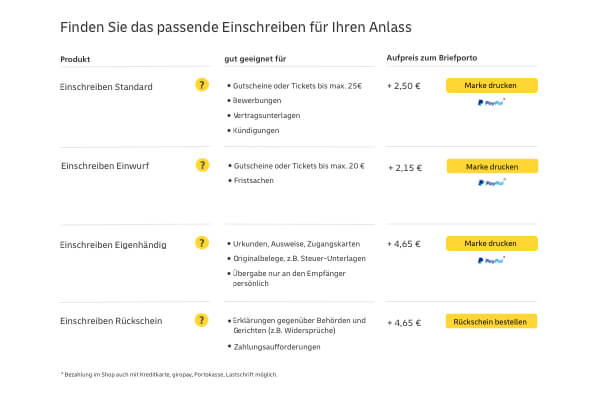 Finden Sie das passende Einschreiben für Ihren Anlass
Produkt gut geeignet für Aufpreis zum Briefporto
Einschreiben Standard ? • Gutscheine oder Tickets bis max. 25€ + 2,50 € Marke drucken
• Bewerbungen PayPal*
• Vertragsunterlagen
• Kündigungen
Einschreiben Einwurf ? • Gutscheine oder Tickets bis max. 20 € + 2,15 € Marke drucken
• Fristsachen PayPal*
Einschreiben Eigenhändig ? • Urkunden, Ausweise, Zugangskarten + 4,65 € Marke drucken
• Originalbelege, z.B. Steuer-Unterlagen PayPal*
• Übergabe nur an den Empfänger
persönlich
Einschreiben Rückschein ? • Erklärungen gegenüber Behörden und + 4,65 € Rückschein bestellen
Gerichten (z.B. Widersprüche)
• Zahlungsaufforderungen
* Bezahlung im Shop auch mit Kreditkarte, giropay, Portokasse, Lastschrift möglich.